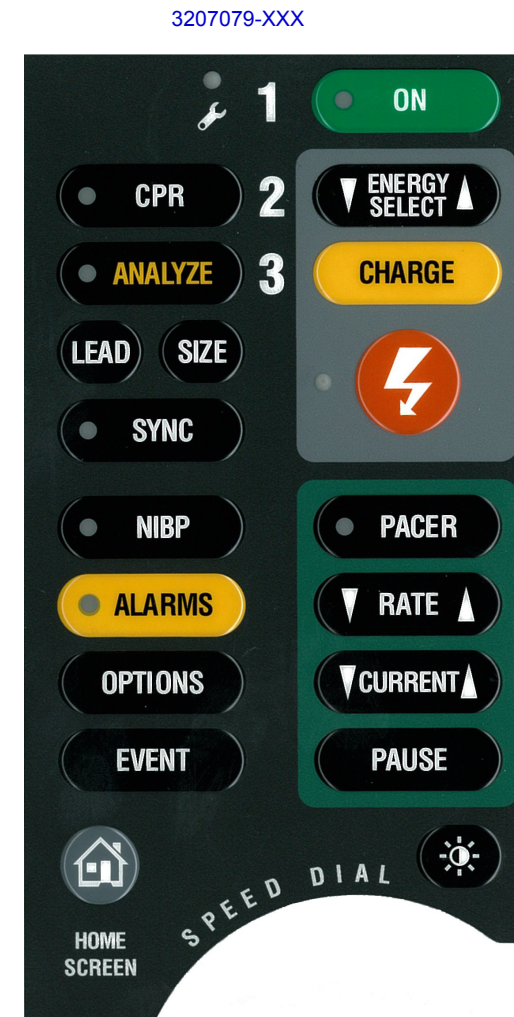 3207079-XXX
1 ON
CPR 2 ENERGY
SELECT
ANALYZE 3 CHARGE
LEAD SIZE
SYNC
NIBP PACER
ALARMS RATE
OPTIONS CURRENT
EVENT PAUSE
SPEED DIAL
HOME
SCREEN